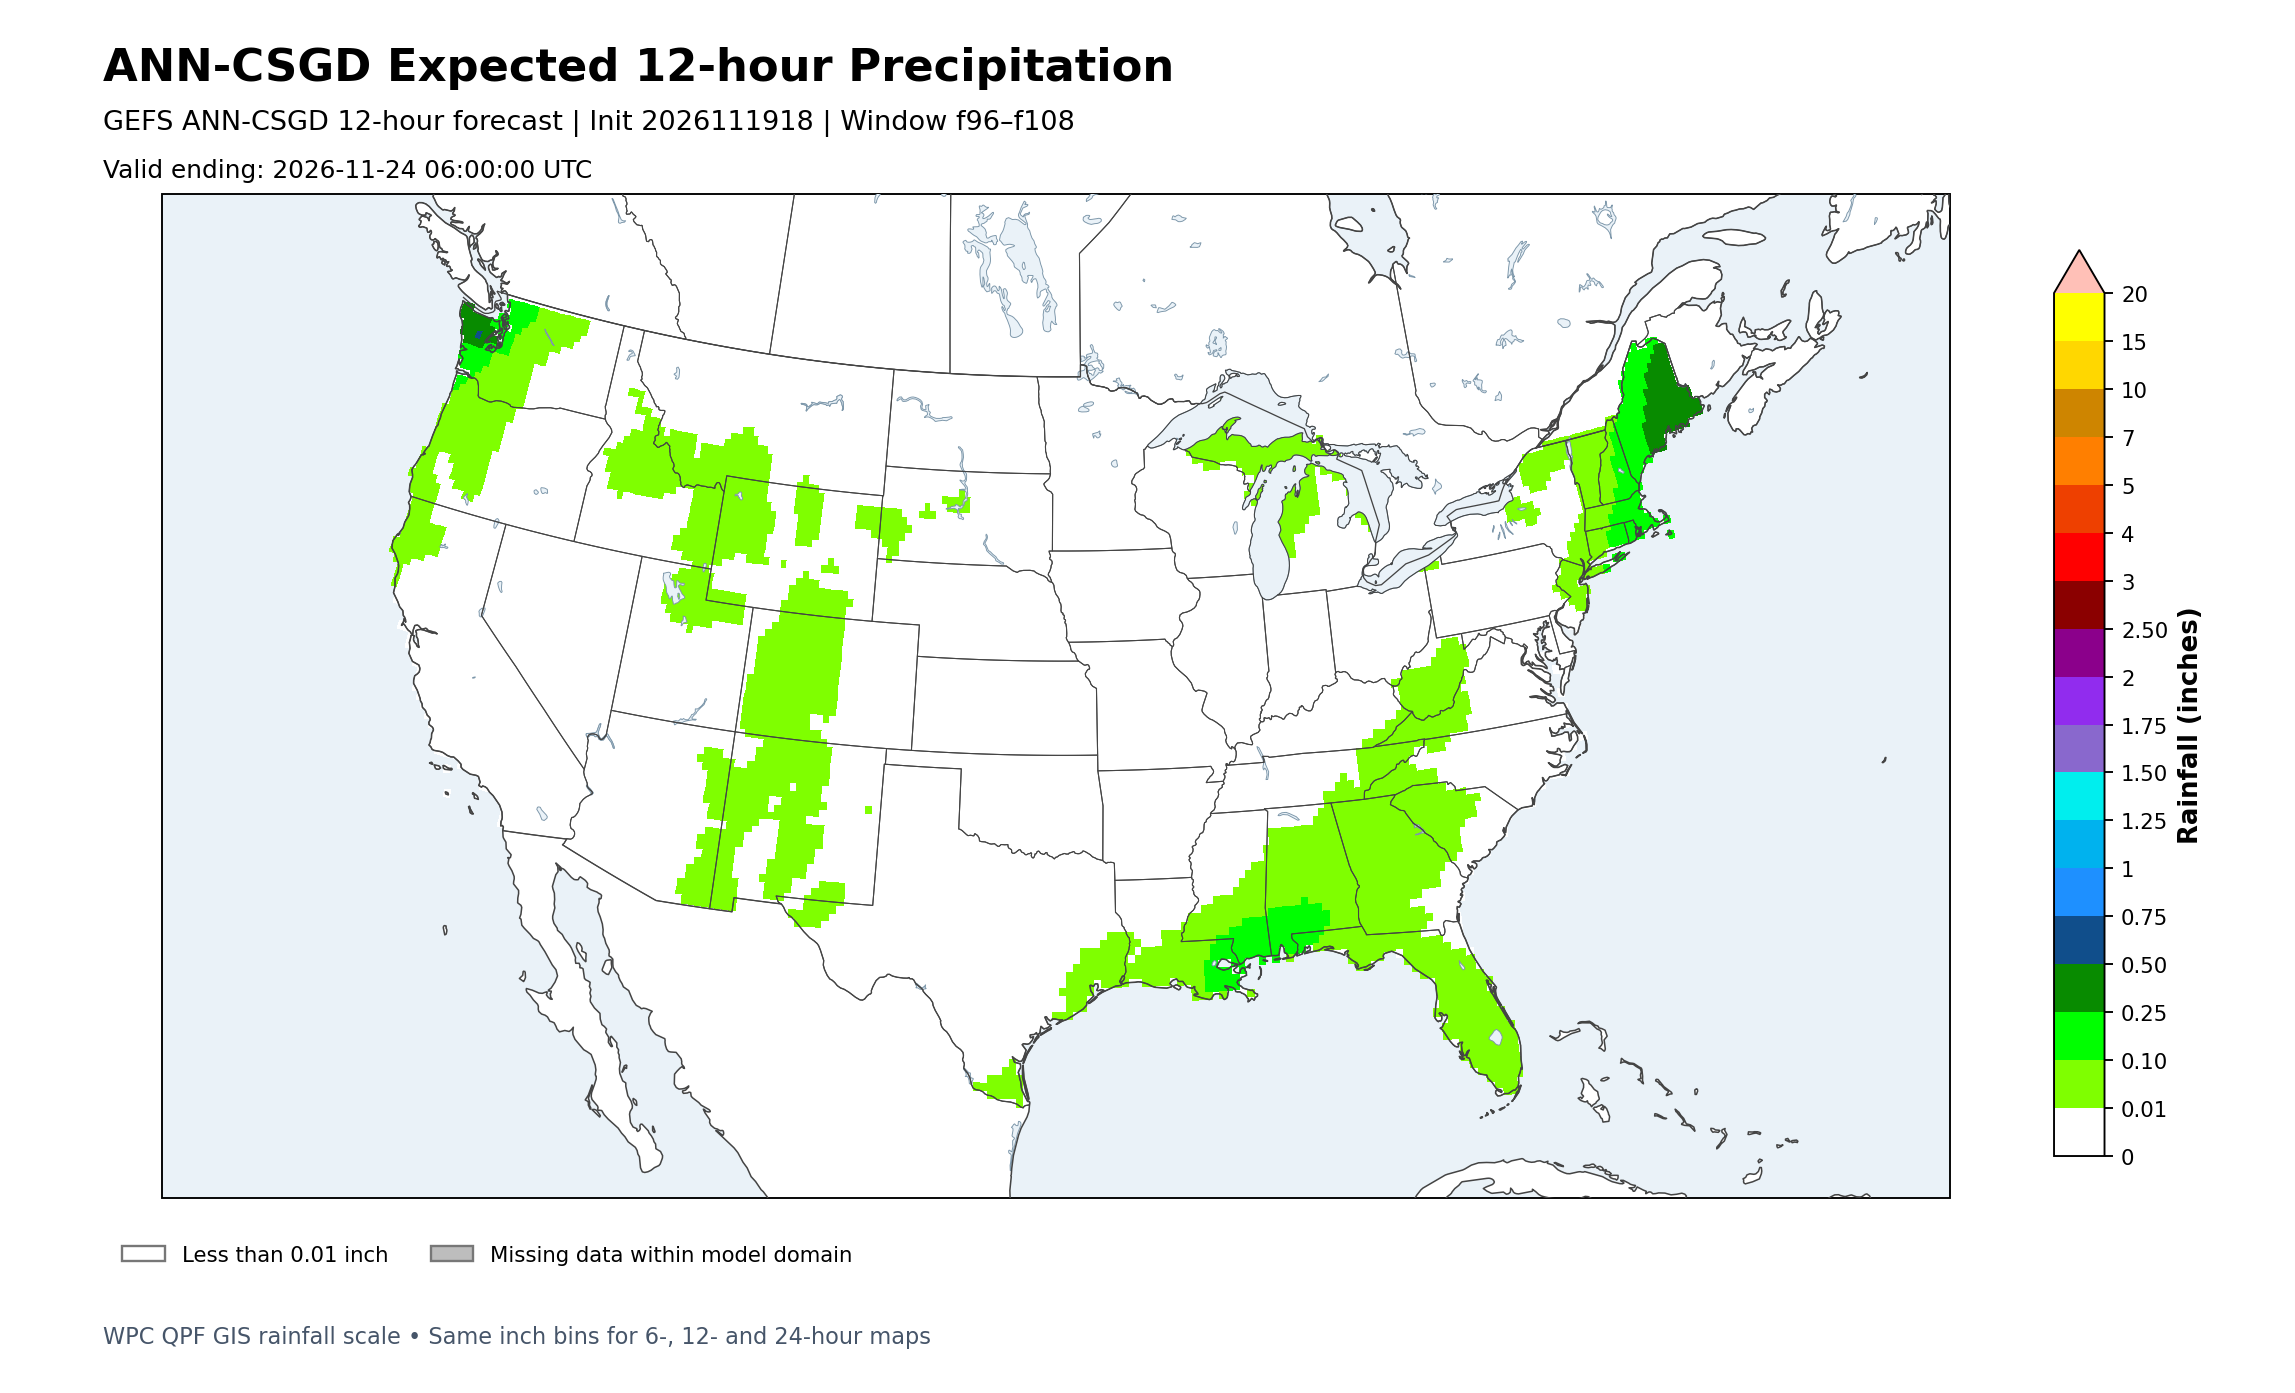 ANN-CSGD Expected 12-hour Precipitation
GEFS ANN-CSGD 12-hour forecast | Init 2026111918 | Window f96–f108
Valid ending: 2026-11-24 06:00:00 UTC
20
15
10
7
5
4
3
2.50
2
1.75
1.50
1.25
1
0.75
0.50
0.25
0.10
0.01
0
Rainfall (inches)
Less than 0.01 inch
Missing data within model domain
WPC QPF GIS rainfall scale • Same inch bins for 6-, 12- and 24-hour maps